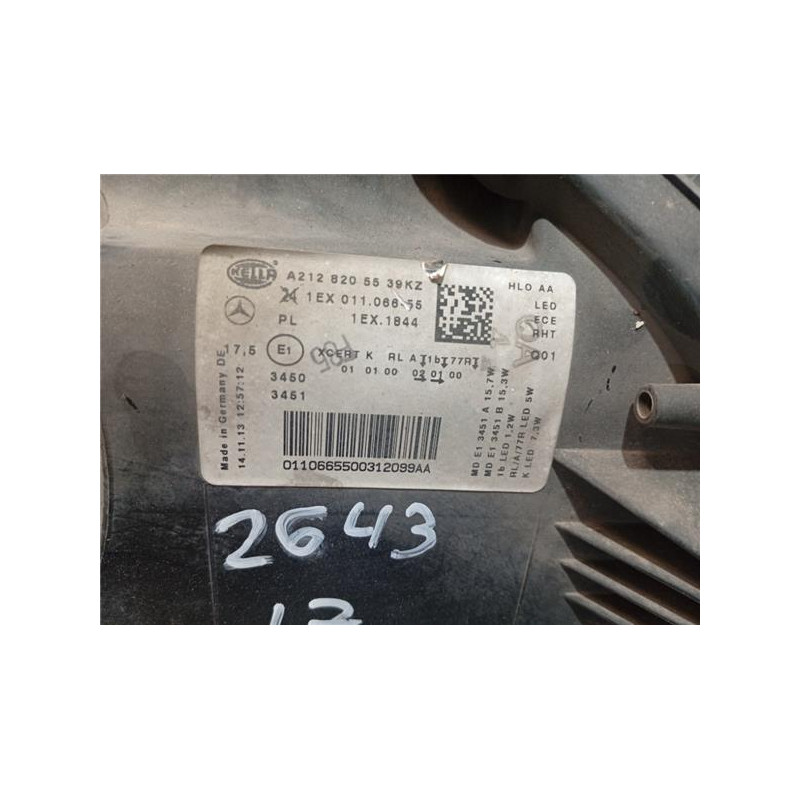 HELLA
A212 820 55 39KZ
1EX 011.066-55
PL 1EX.1844
HLO AA
LED
ECE
RHT
Q01
17,5 E1 XCERT K RL A 1b 77R
01 01 00 02 01 00
3450
3451
Made in Germany DE
14.11.13 12:57:12
MD E1 3451 A 15,7W
MD E1 3451 B 15,3W
1b LED 1,2W
RL/A/77R LED 5W
K LED 7,3W
0110665500312099AA
2643